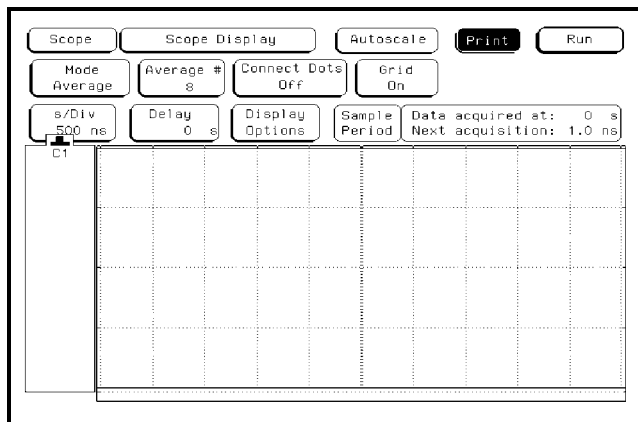 Scope Scope Display Autoscale Print Run
Mode Average # Connect Dots Grid
Average 8 Off On
s/Div Delay Display Sample Data acquired at: 0 s
500 ns 0 s Options Period Next acquisition: 1.0 ns
C1